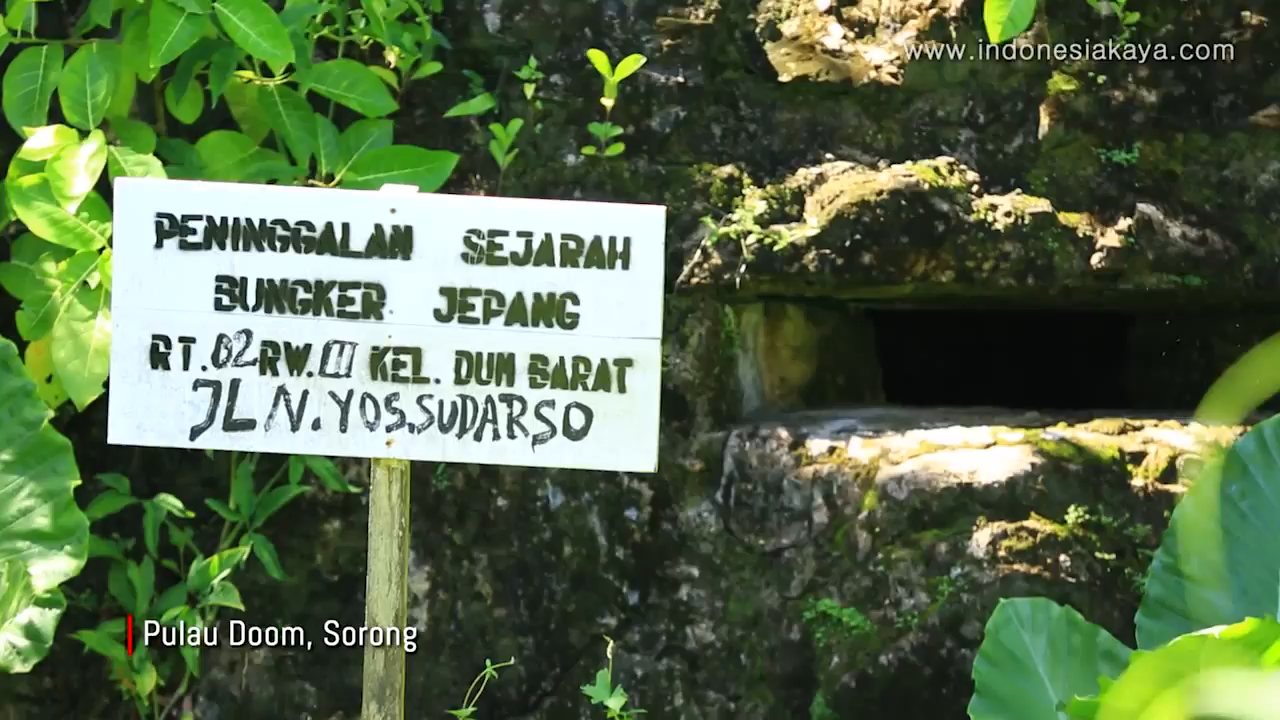 www.indonesiakaya.com
PENINGGALAN SEJARAH
BUNGKER JEPANG
RT.02 RW.III KEL. DUM BARAT
JLN.YOS.SUDARSO
Pulau Doom, Sorong